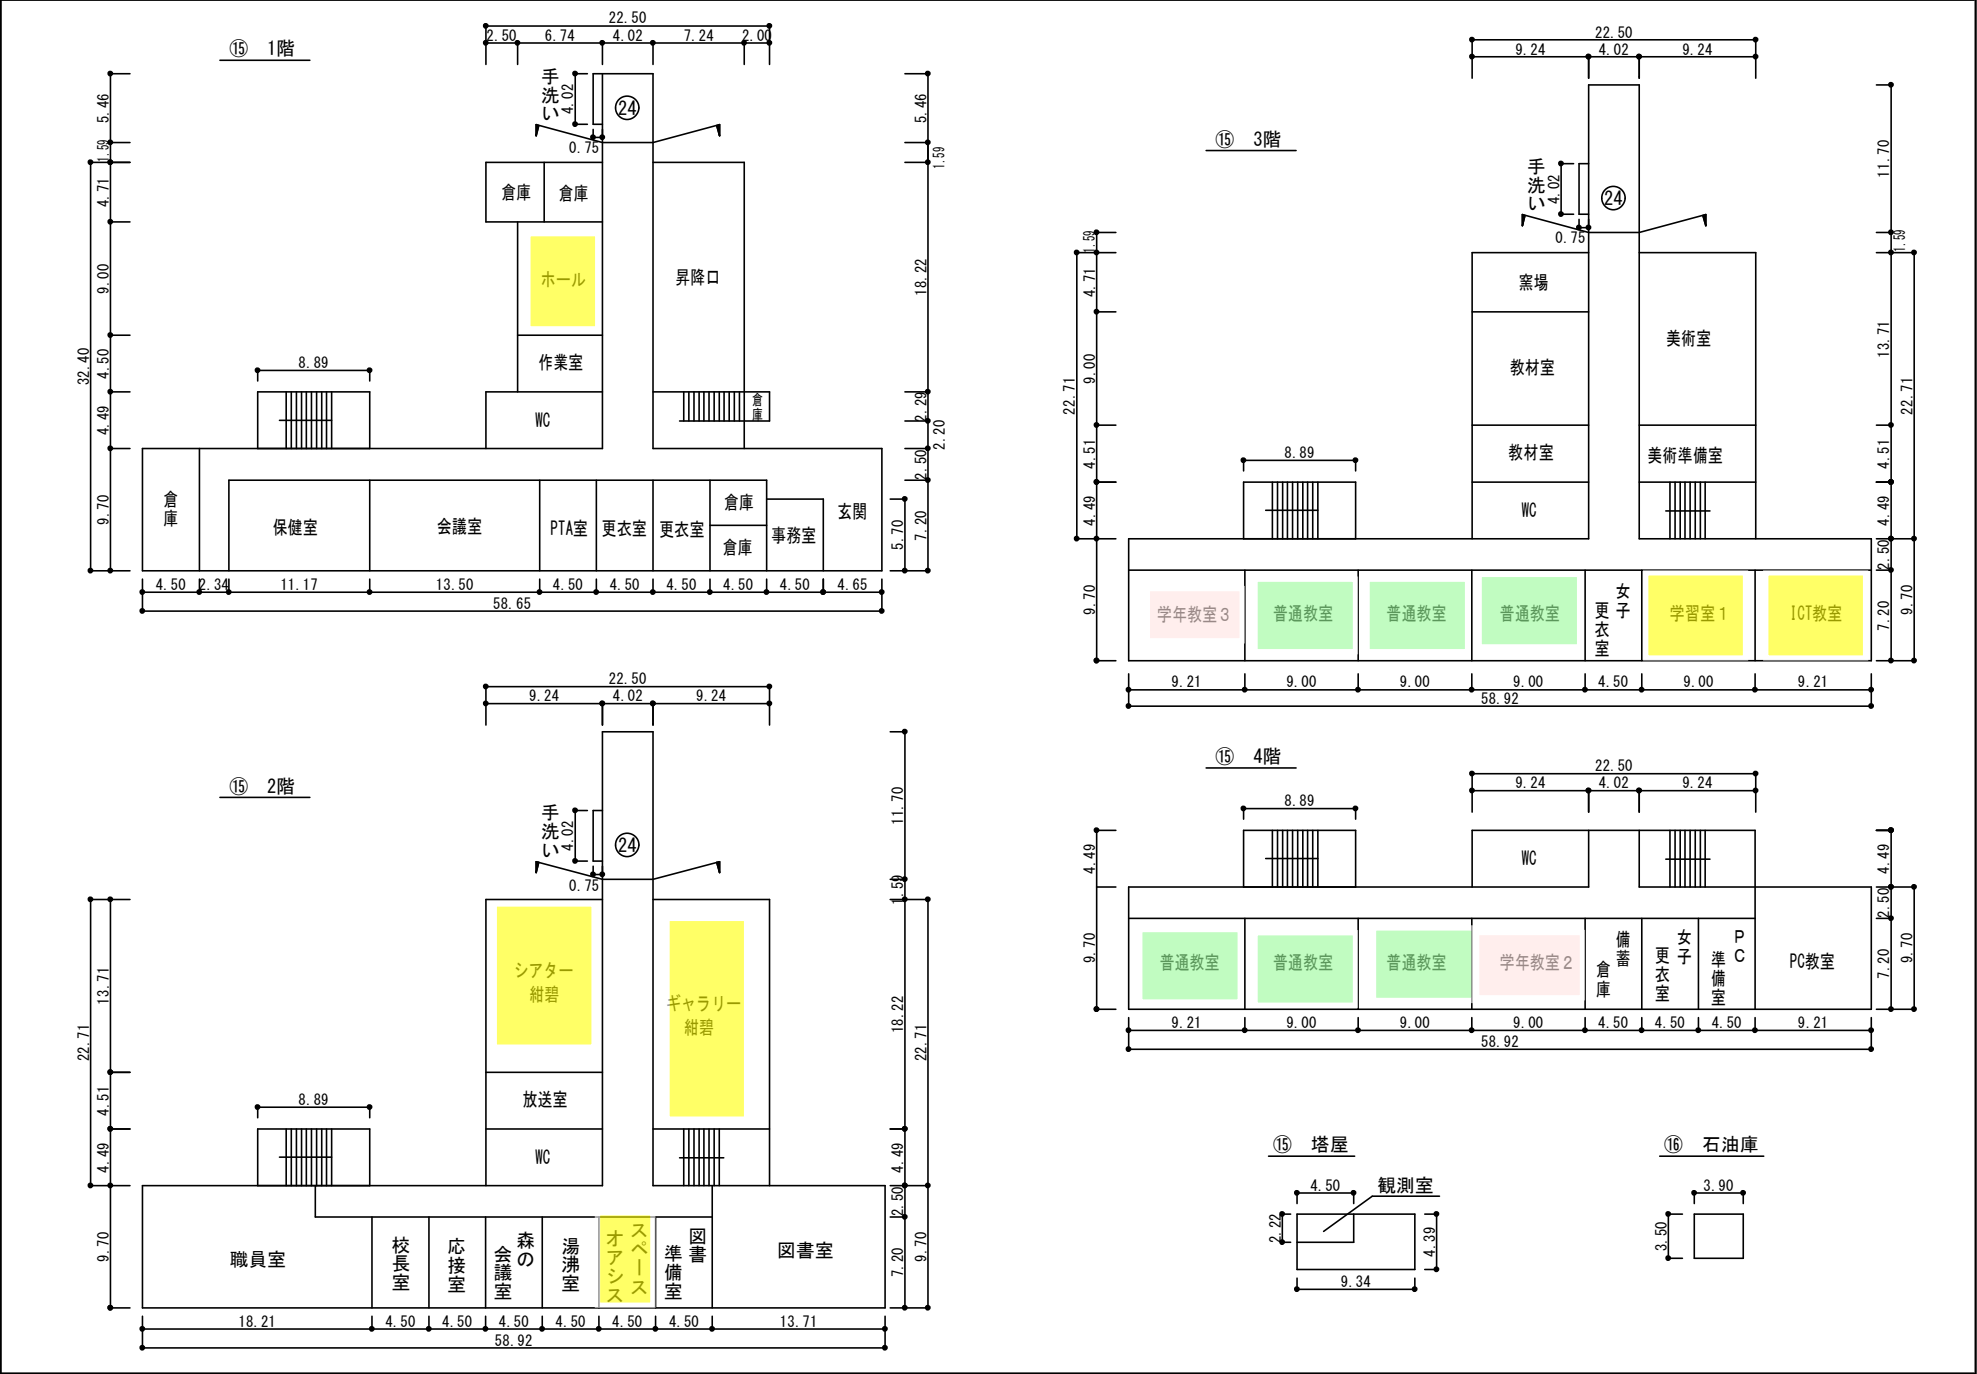 ⑮ 1階
22.50
2.50 6.74 4.02 7.24 2.00
手洗い
4.02
0.75
㉔
5.46
1.59
4.71
9.00
4.50
4.49
9.70
32.40
5.46
1.59
18.22
2.29
2.20
2.50
5.70
7.20
倉庫
倉庫
ホール
昇降口
作業室
8.89
WC
倉庫
倉庫
保健室
会議室
PTA室
更衣室
更衣室
倉庫
倉庫
事務室
玄関
4.50 2.34 11.17 13.50 4.50 4.50 4.50 4.50 4.50 4.65
58.65
⑮ 2階
22.50
9.24 4.02 9.24
手洗い
4.02
0.75
㉔
13.71
4.51
4.49
9.70
22.71
11.70
1.59
18.22
4.49
2.50
7.20
22.71
9.70
シアター
紺碧
ギャラリー
紺碧
放送室
8.89
WC
職員室
校長室
応接室
森の
会議室
湯沸室
スペース
オアシス
図書
準備室
図書室
18.21 4.50 4.50 4.50 4.50 4.50 4.50 13.71
58.92
⑮ 3階
22.50
9.24 4.02 9.24
手洗い
4.02
0.75
㉔
1.59
4.71
9.00
4.51
4.49
9.70
22.71
11.70
1.59
13.71
4.51
4.49
2.50
7.20
22.71
9.70
窯場
教材室
美術室
教材室
美術準備室
8.89
WC
学年教室3
普通教室
普通教室
普通教室
女子
更衣室
学習室1
ICT教室
9.21 9.00 9.00 9.00 4.50 9.00 9.21
58.92
⑮ 4階
22.50
9.24 4.02 9.24
8.89
WC
4.49
9.70
4.49
2.50
7.20
9.70
普通教室
普通教室
普通教室
学年教室2
備蓄
倉庫
女子
更衣室
PC
準備室
PC教室
9.21 9.00 9.00 9.00 4.50 4.50 4.50 9.21
58.92
⑮ 塔屋
4.50
観測室
2.22
4.39
9.34
⑯ 石油庫
3.90
3.50